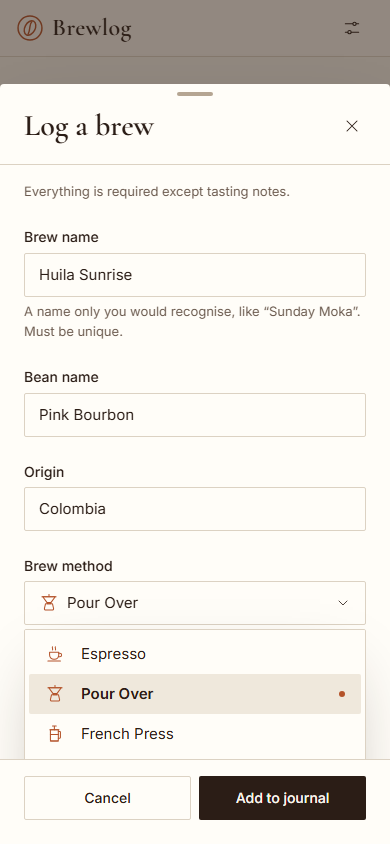 Brewlog
Log a brew
Everything is required except tasting notes.
Brew name
Huila Sunrise
A name only you would recognise, like “Sunday Moka”.
Must be unique.
Bean name
Pink Bourbon
Origin
Colombia
Brew method
Pour Over
Espresso
Pour Over
French Press
Cancel
Add to journal